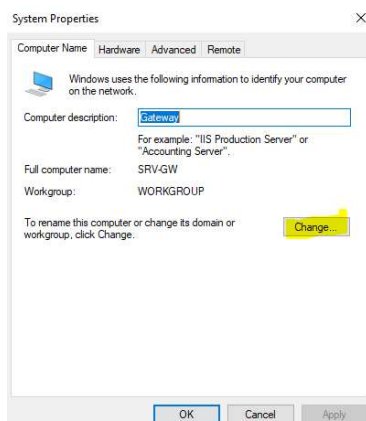 System Properties
Computer Name Hardware Advanced Remote
Windows uses the following information to identify your computer
on the network.
Computer description: Gateway
For example: "IIS Production Server" or
"Accounting Server".
Full computer name: SRV-GW
Workgroup: WORKGROUP
To rename this computer or change its domain or
workgroup, click Change.
Change...
OK Cancel Apply